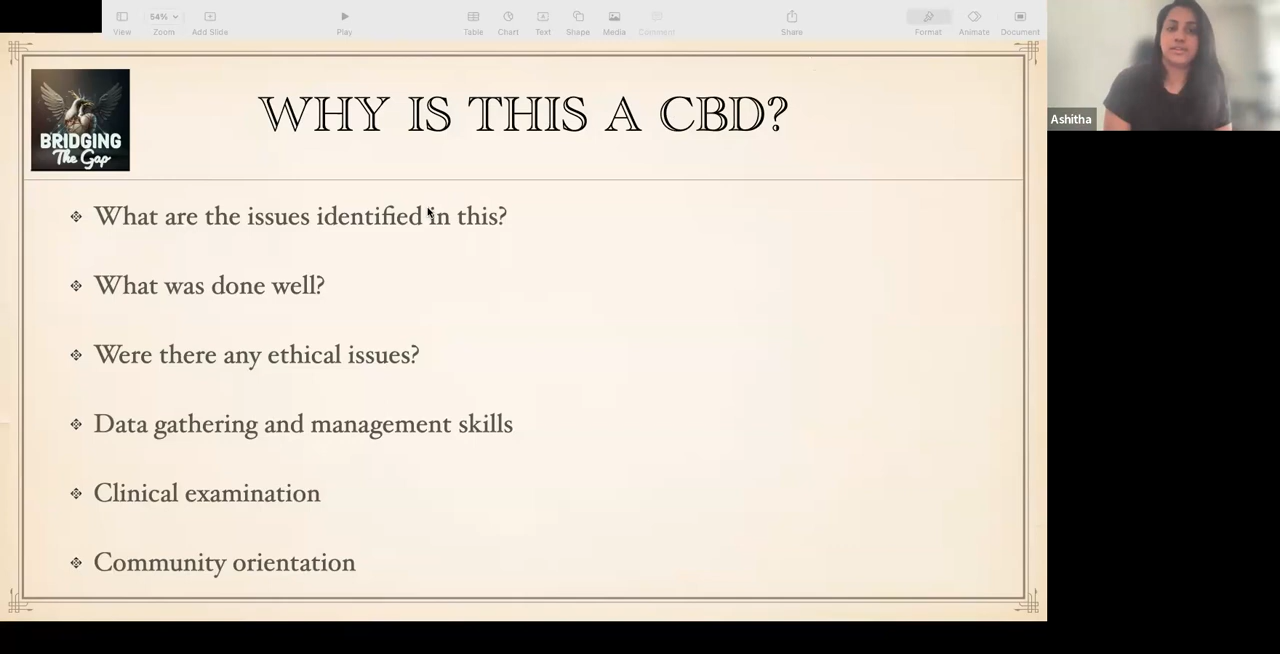 54%
View
Zoom
Add Slide
Play
Table
Chart
Text
Shape
Media
Comment
Share
Format
Animate
Document
Ashitha
BRIDGING
The Gap
WHY IS THIS A CBD?
What are the issues identified in this?
What was done well?
Were there any ethical issues?
Data gathering and management skills
Clinical examination
Community orientation